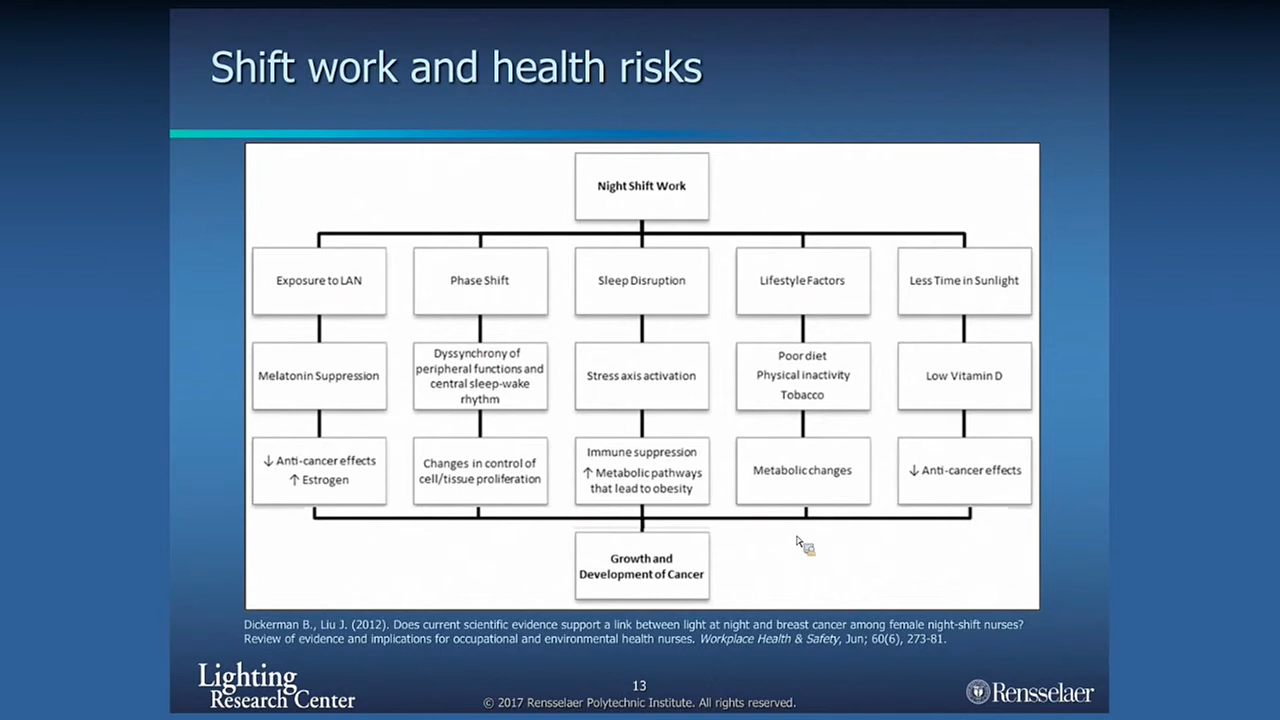 Shift work and health risks
Night Shift Work
Exposure to LAN
Phase Shift
Sleep Disruption
Lifestyle Factors
Less Time in Sunlight
Melatonin Suppression
Dyssynchrony of
peripheral functions and
central sleep-wake
rhythm
Stress axis activation
Poor diet
Physical inactivity
Tobacco
Low Vitamin D
↓ Anti-cancer effects
↑ Estrogen
Changes in control of
cell/tissue proliferation
Immune suppression
↑ Metabolic pathways
that lead to obesity
Metabolic changes
↓ Anti-cancer effects
Growth and
Development of Cancer
Dickerman B., Liu J. (2012). Does current scientific evidence support a link between light at night and breast cancer among female night-shift nurses?
Review of evidence and implications for occupational and environmental health nurses. Workplace Health & Safety, Jun; 60(6), 273-81.
Lighting
Research Center
13
© 2017 Rensselaer Polytechnic Institute. All rights reserved.
Rensselaer